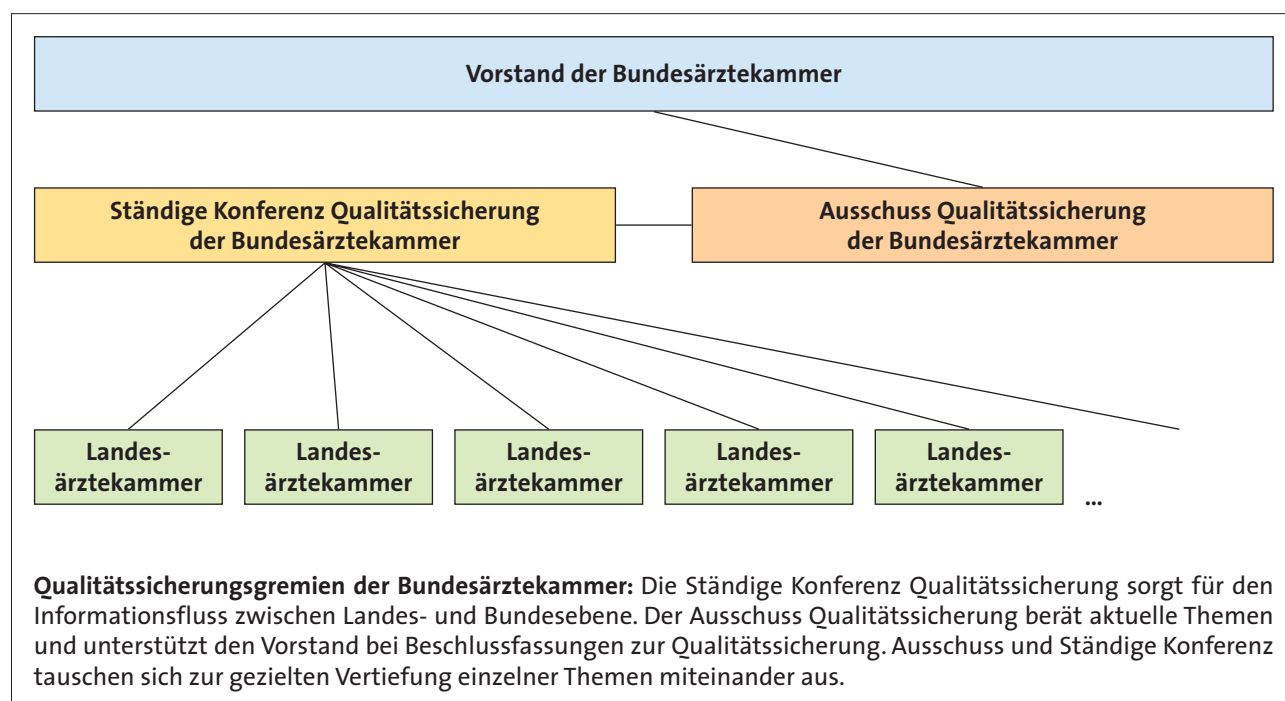 Vorstand der Bundesärztekammer
Ständige Konferenz Qualitätssicherung
der Bundesärztekammer
Ausschuss Qualitätssicherung
der Bundesärztekammer
Landes-
ärztekammer
Landes-
ärztekammer
Landes-
ärztekammer
Landes-
ärztekammer
Landes-
ärztekammer
...
Qualitätssicherungsgremien der Bundesärztekammer: Die Ständige Konferenz Qualitätssicherung sorgt für den
Informationsfluss zwischen Landes- und Bundesebene. Der Ausschuss Qualitätssicherung berät aktuelle Themen
und unterstützt den Vorstand bei Beschlussfassungen zur Qualitätssicherung. Ausschuss und Ständige Konferenz
tauschen sich zur gezielten Vertiefung einzelner Themen miteinander aus.